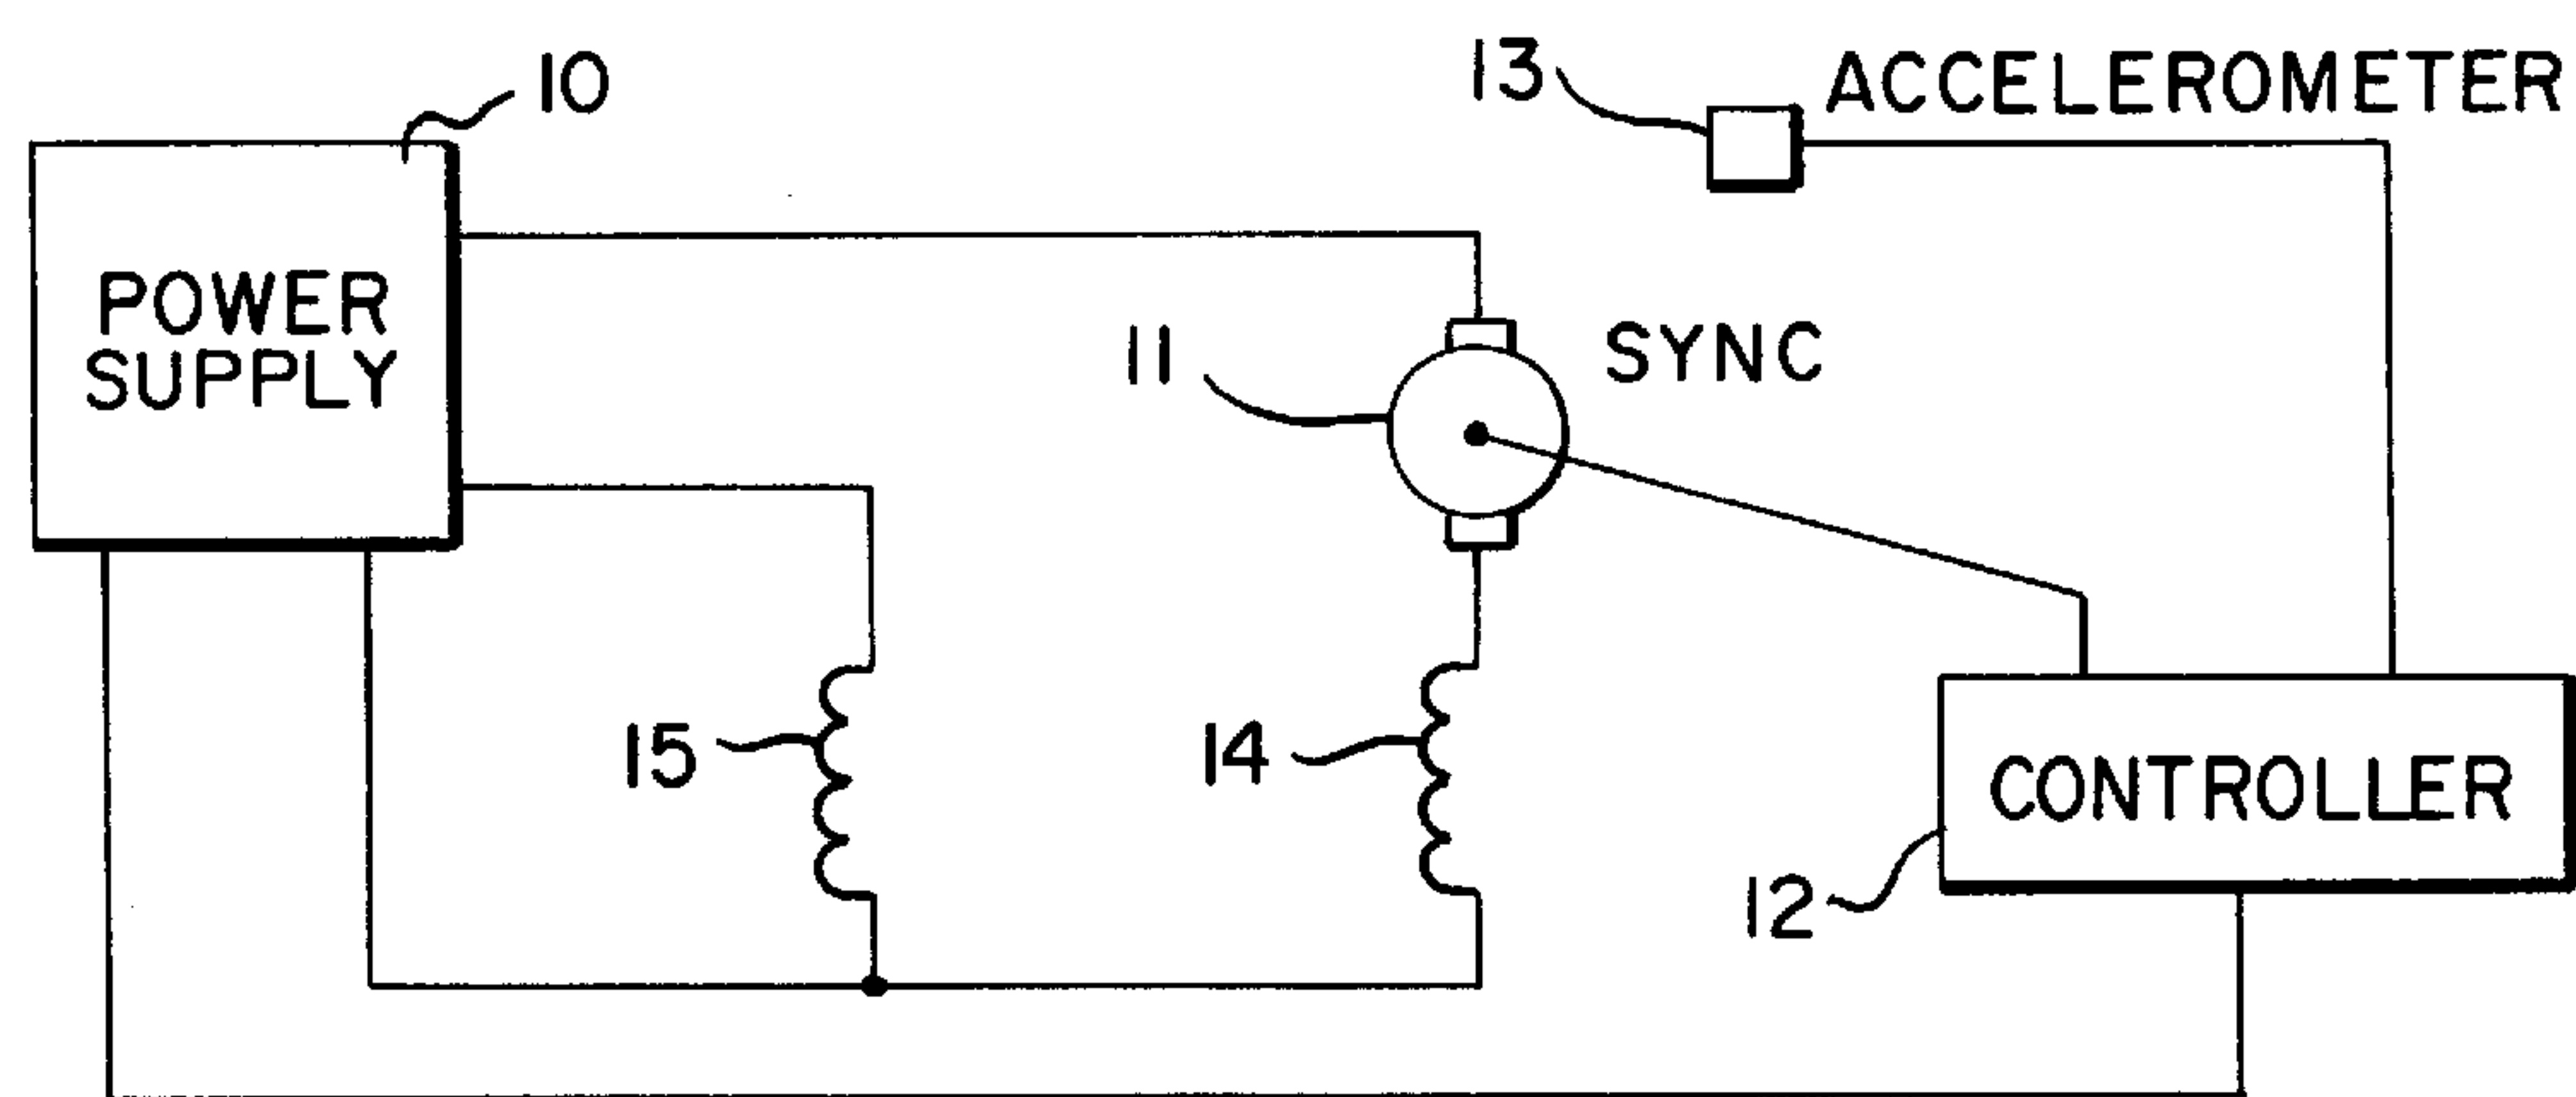 10
13
ACCELEROMETER
POWER
SUPPLY
11
SYNC
15
14
CONTROLLER
12